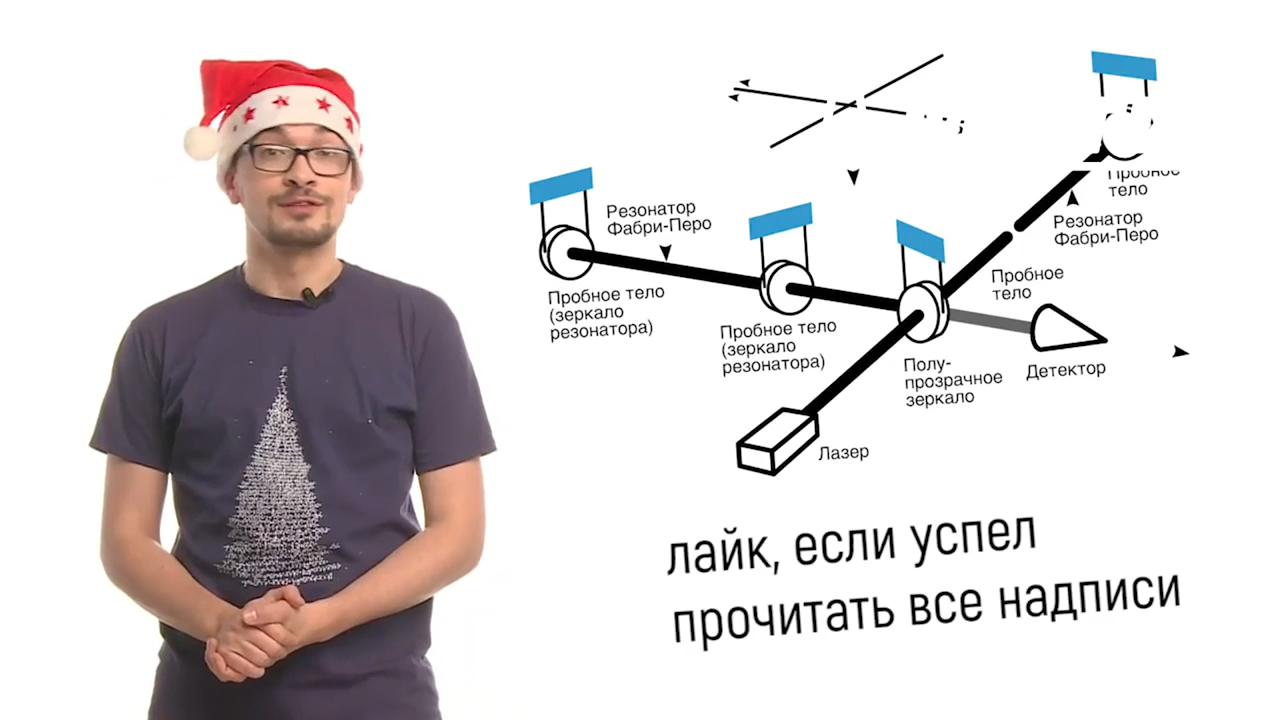 Пробное
тело
Резонатор
Фабри-Перо
Резонатор
Фабри-Перо
Пробное
тело
Пробное тело
(зеркало
резонатора)
Пробное тело
(зеркало
резонатора)
Полу-
прозрачное
зеркало
Детектор
Лазер
лайк, если успел
прочитать все надписи